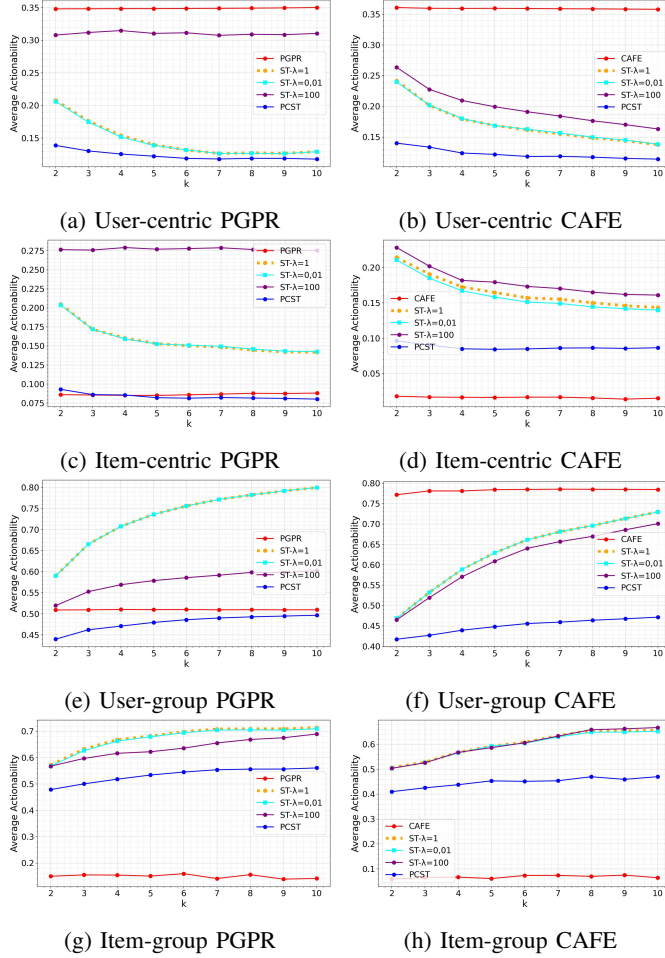 Average Actionability
0.35
0.30
0.25
0.20
0.15
PGPR
ST-λ=1
ST-λ=0,01
ST-λ=100
PCST
2 3 4 5 6 7 8 9 10
k
(a) User-centric PGPR
Average Actionability
0.35
0.30
0.25
0.20
0.15
CAFE
ST-λ=1
ST-λ=0,01
ST-λ=100
PCST
2 3 4 5 6 7 8 9 10
k
(b) User-centric CAFE
Average Actionability
0.275
0.250
0.225
0.200
0.175
0.150
0.125
0.100
0.075
PGPR
ST-λ=1
ST-λ=0,01
ST-λ=100
PCST
2 3 4 5 6 7 8 9 10
k
(c) Item-centric PGPR
Average Actionability
0.20
0.15
0.10
0.05
CAFE
ST-λ=1
ST-λ=0,01
ST-λ=100
PCST
2 3 4 5 6 7 8 9 10
k
(d) Item-centric CAFE
Average Actionability
0.80
0.75
0.70
0.65
0.60
0.55
0.50
0.45
PGPR
ST-λ=1
ST-λ=0,01
ST-λ=100
PCST
2 3 4 5 6 7 8 9 10
k
(e) User-group PGPR
Average Actionability
0.80
0.75
0.70
0.65
0.60
0.55
0.50
0.45
0.40
CAFE
ST-λ=1
ST-λ=0,01
ST-λ=100
PCST
2 3 4 5 6 7 8 9 10
k
(f) User-group CAFE
Average Actionability
0.7
0.6
0.5
0.4
0.3
0.2
PGPR
ST-λ=1
ST-λ=0,01
ST-λ=100
PCST
2 3 4 5 6 7 8 9 10
k
(g) Item-group PGPR
Average Actionability
0.6
0.5
0.4
0.3
0.2
0.1
CAFE
ST-λ=1
ST-λ=0,01
ST-λ=100
PCST
2 3 4 5 6 7 8 9 10
k
(h) Item-group CAFE